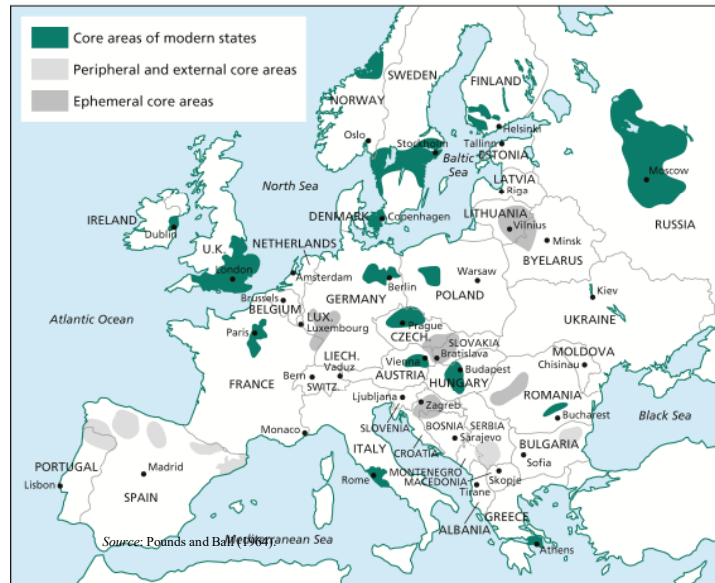 Core areas of modern states
Peripheral and external core areas
Ephemeral core areas
SWEDEN
FINLAND
NORWAY
Oslo
Stockholm
Helsinki
Tallinn
ESTONIA
Baltic
Sea
Moscow
North Sea
LATVIA
Riga
IRELAND
Dublin
DENMARK
Copenhagen
LITHUANIA
Vilnius
RUSSIA
U.K.
NETHERLANDS
Minsk
BYELARUS
London
Amsterdam
Berlin
Warsaw
Brussels
BELGIUM
GERMANY
POLAND
Kiev
Atlantic Ocean
LUX.
Luxembourg
Prague
CZECH.
UKRAINE
Paris
SLOVAKIA
Bratislava
Vienna
LIECH.
Vaduz
AUSTRIA
Budapest
HUNGARY
MOLDOVA
Chisinau
Bern
SWITZ.
FRANCE
Ljubljana
Zagreb
ROMANIA
SLOVENIA
BOSNIA
SERBIA
Bucharest
Black Sea
Monaco
ITALY
Sarajevo
CROATIA
BULGARIA
PORTUGAL
Madrid
Rome
MONTENEGRO
MACEDONIA
Sofia
Skopje
Lisbon
SPAIN
Tirane
ALBANIA
GREECE
Source: Pounds and Ball (1964).
Mediterranean Sea
Athens